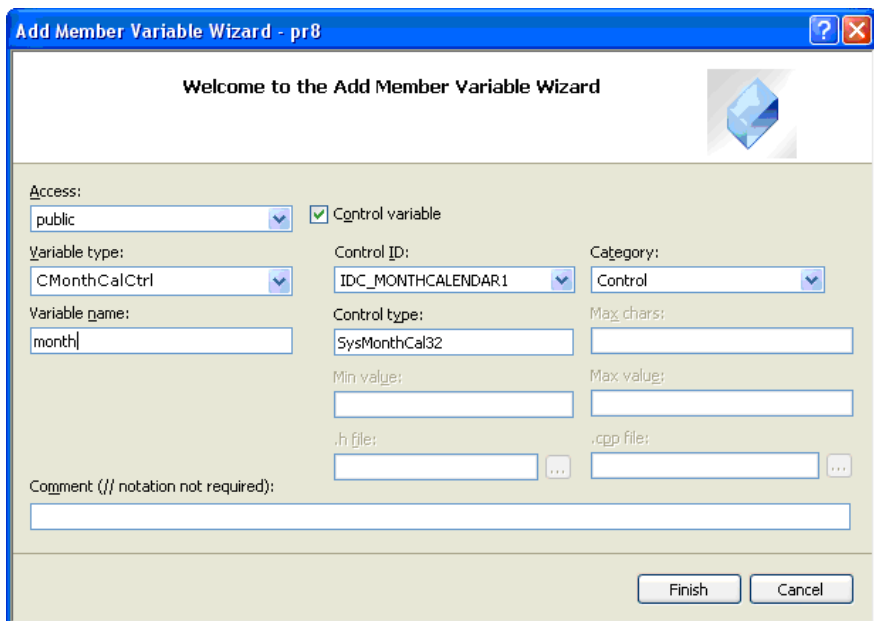 Add Member Variable Wizard - pr8
Welcome to the Add Member Variable Wizard
Access:
public
Control variable
Variable type:
Control ID:
Category:
CMonthCalCtrl
IDC_MONTHCALENDAR1
Control
Variable name:
Control type:
Max chars:
month
SysMonthCal32
Min value:
Max value:
.h file:
.cpp file:
...
...
Comment (// notation not required):
Finish
Cancel